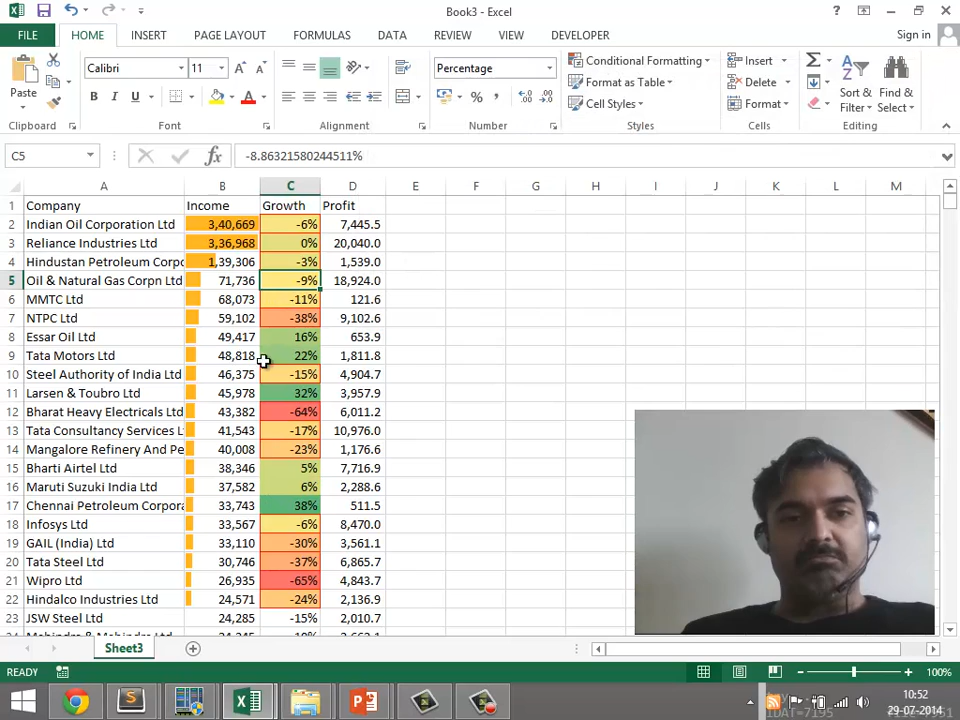 Book3 - Excel
FILE HOME INSERT PAGE LAYOUT FORMULAS DATA REVIEW VIEW DEVELOPER Sign in
Paste Calibri 11 Percentage Conditional Formatting Insert Sort & Find &
B I U % Format as Table Delete Filter Select
Cell Styles Format
Clipboard Font Alignment Number Styles Cells Editing
C5 fx -8.86321580244511%
A B C D E F G H I J K L M
1 Company Income Growth Profit
2 Indian Oil Corporation Ltd 3,40,669 -6% 7,445.5
3 Reliance Industries Ltd 3,36,968 0% 20,040.0
4 Hindustan Petroleum Corpo 1,39,306 -3% 1,539.0
5 Oil & Natural Gas Corpn Ltd 71,736 -9% 18,924.0
6 MMTC Ltd 68,073 -11% 121.6
7 NTPC Ltd 59,102 -38% 9,102.6
8 Essar Oil Ltd 49,417 16% 653.9
9 Tata Motors Ltd 48,818 22% 1,811.8
10 Steel Authority of India Ltd 46,375 -15% 4,904.7
11 Larsen & Toubro Ltd 45,978 32% 3,957.9
12 Bharat Heavy Electricals Ltd 43,382 -64% 6,011.2
13 Tata Consultancy Services L 41,543 -17% 10,976.0
14 Mangalore Refinery And Pe 40,008 -23% 1,176.6
15 Bharti Airtel Ltd 38,346 5% 7,716.9
16 Maruti Suzuki India Ltd 37,582 6% 2,288.6
17 Chennai Petroleum Corpora 33,743 38% 511.5
18 Infosys Ltd 33,567 -6% 8,470.0
19 GAIL (India) Ltd 33,110 -30% 3,561.1
20 Tata Steel Ltd 30,746 -37% 6,865.7
21 Wipro Ltd 26,935 -65% 4,843.7
22 Hindalco Industries Ltd 24,571 -24% 2,136.9
23 JSW Steel Ltd 24,285 -15% 2,010.7
Sheet3
READY 100%
10:52
29-07-2014